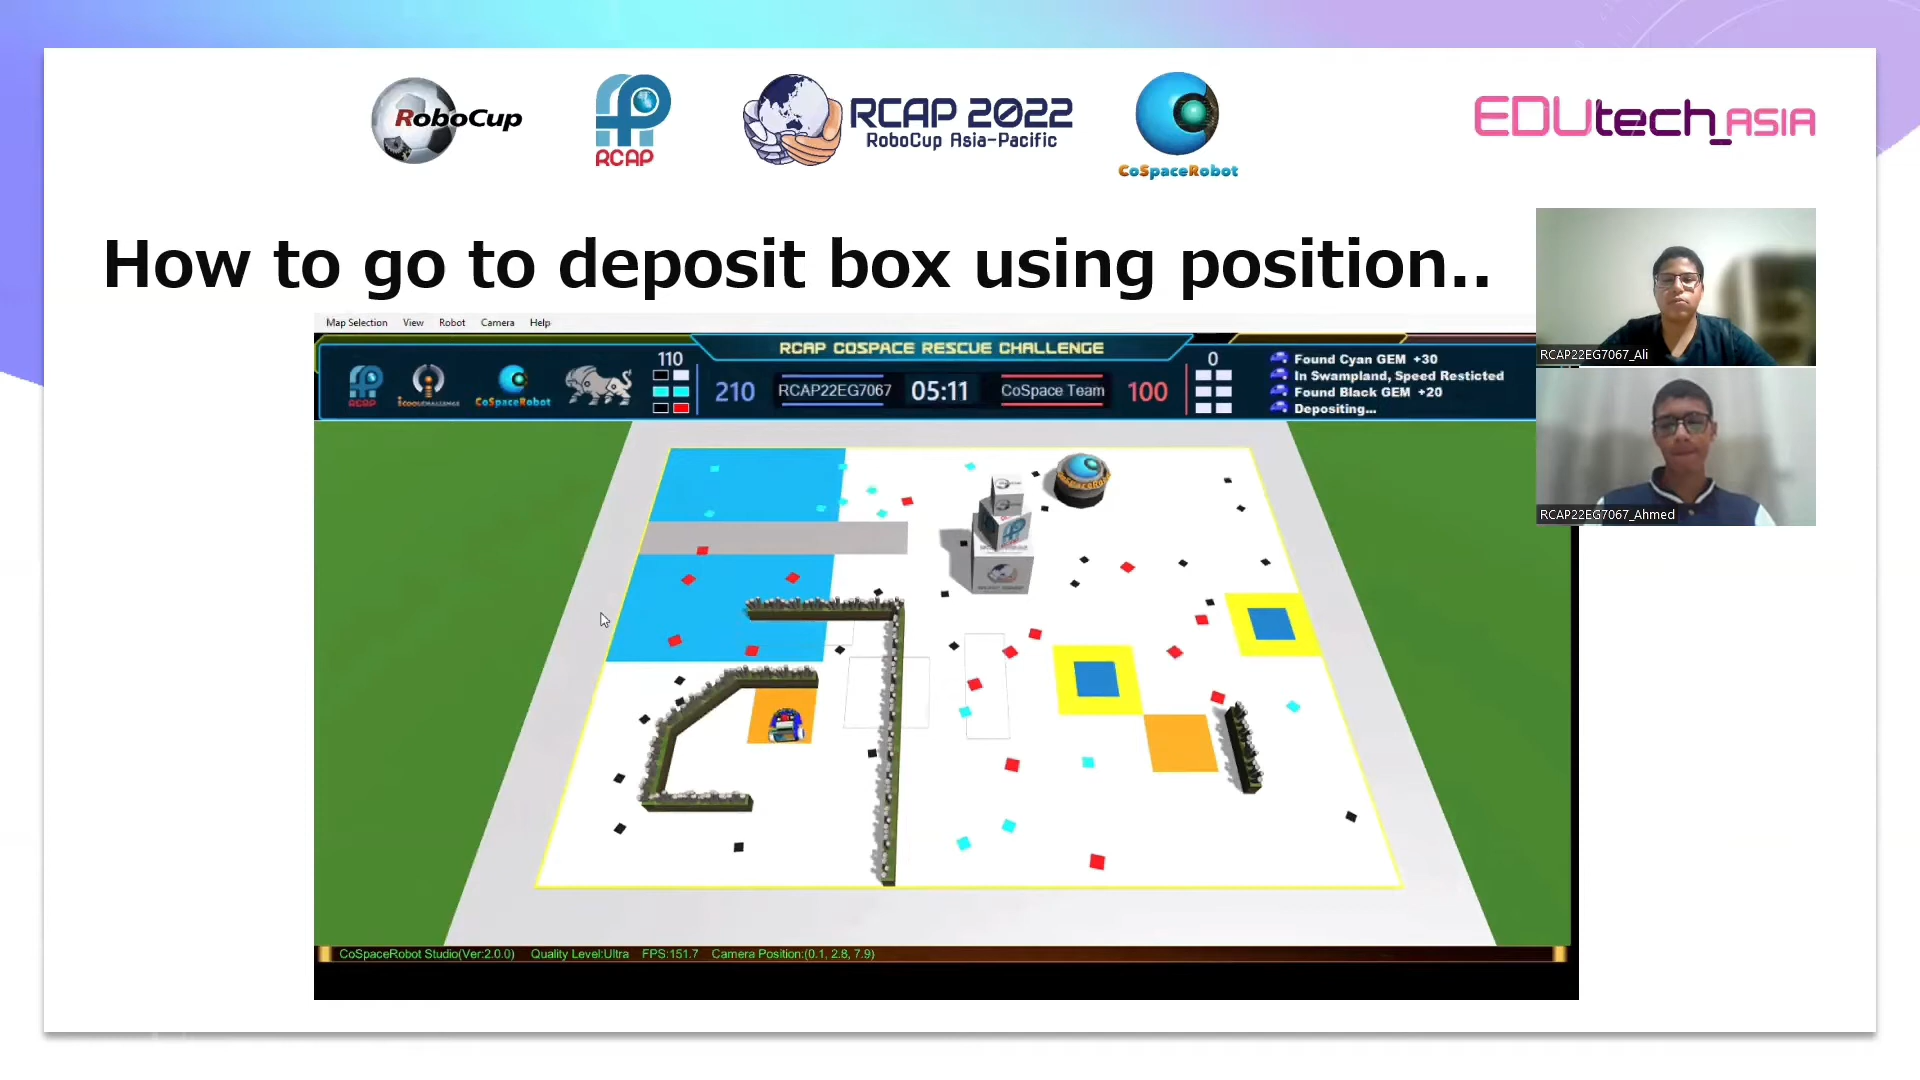 RoboCup
RCAP
RCAP 2022
RoboCup Asia-Pacific
CoSpaceRobot
EDUtech_ASIA
How to go to deposit box using position..
RCAP22EG7067_Ali
RCAP22EG7067_Ahmed
Map Selection View Robot Camera Help
RCAP COSPACE RESCUE CHALLENGE
RCAP
CoSpaceRobot
110
210
RCAP22EG7067
05:11
CoSpace Team
100
0
Found Cyan GEM +30
In Swampland, Speed Resticted
Found Black GEM +20
Depositing...
CoSpaceRobot Studio(Ver:2.0.0) Quality Level:Ultra FPS:151.7 Camera Position:(0.1, 2.8, 7.9)